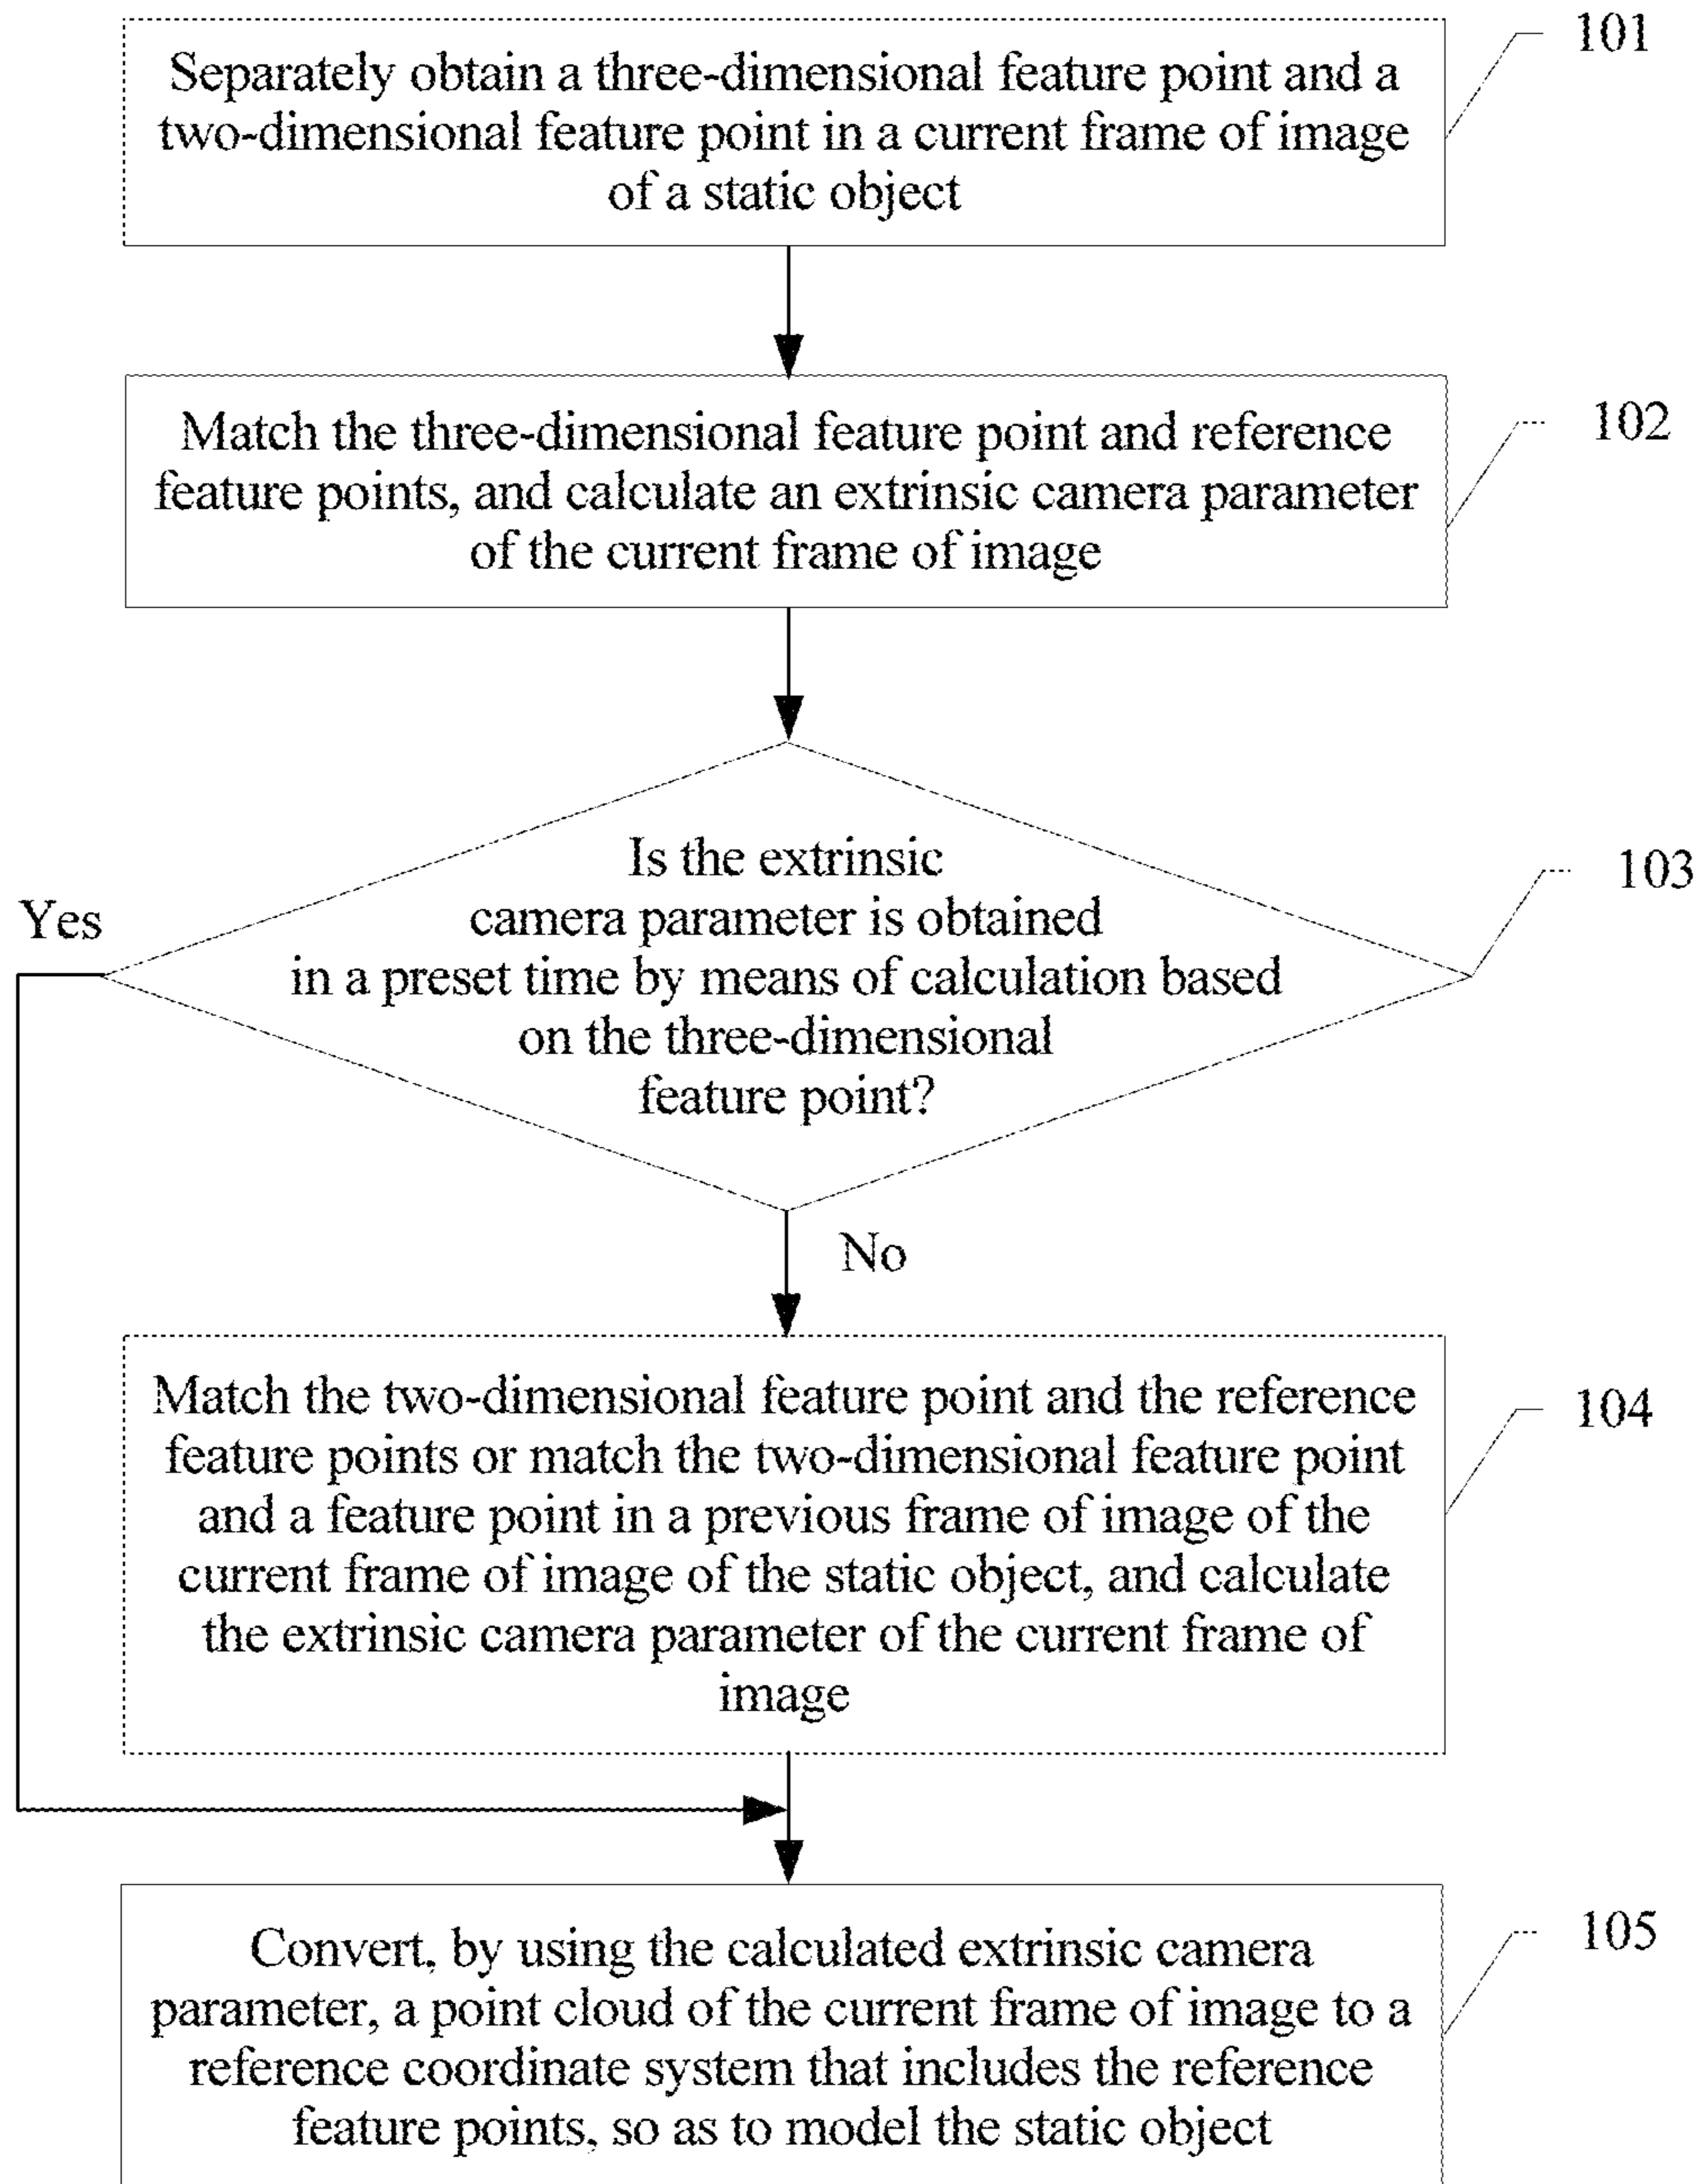 101
Separately obtain a three-dimensional feature point and a
two-dimensional feature point in a current frame of image
of a static object
102
Match the three-dimensional feature point and reference
feature points, and calculate an extrinsic camera parameter
of the current frame of image
103
Is the extrinsic
camera parameter is obtained
in a preset time by means of calculation based
on the three-dimensional
feature point?
Yes
No
104
Match the two-dimensional feature point and the reference
feature points or match the two-dimensional feature point
and a feature point in a previous frame of image of the
current frame of image of the static object, and calculate
the extrinsic camera parameter of the current frame of
image
105
Convert, by using the calculated extrinsic camera
parameter, a point cloud of the current frame of image to a
reference coordinate system that includes the reference
feature points, so as to model the static object